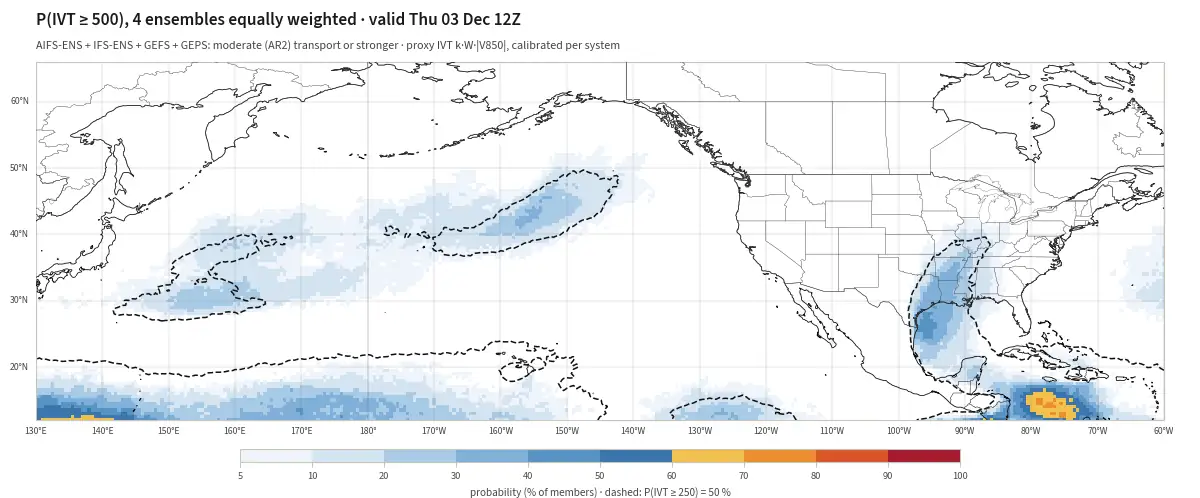 P(IVT ≥ 500), 4 ensembles equally weighted · valid Thu 03 Dec 12Z
AIFS-ENS + IFS-ENS + GEFS + GEPS: moderate (AR2) transport or stronger · proxy IVT k·W·|V850|, calibrated per system
60°N
50°N
40°N
30°N
20°N
130°E 140°E 150°E 160°E 170°E 180° 170°W 160°W 150°W 140°W 130°W 120°W 110°W 100°W 90°W 80°W 70°W 60°W
5 10 20 30 40 50 60 70 80 90 100
probability (% of members) · dashed: P(IVT ≥ 250) = 50 %